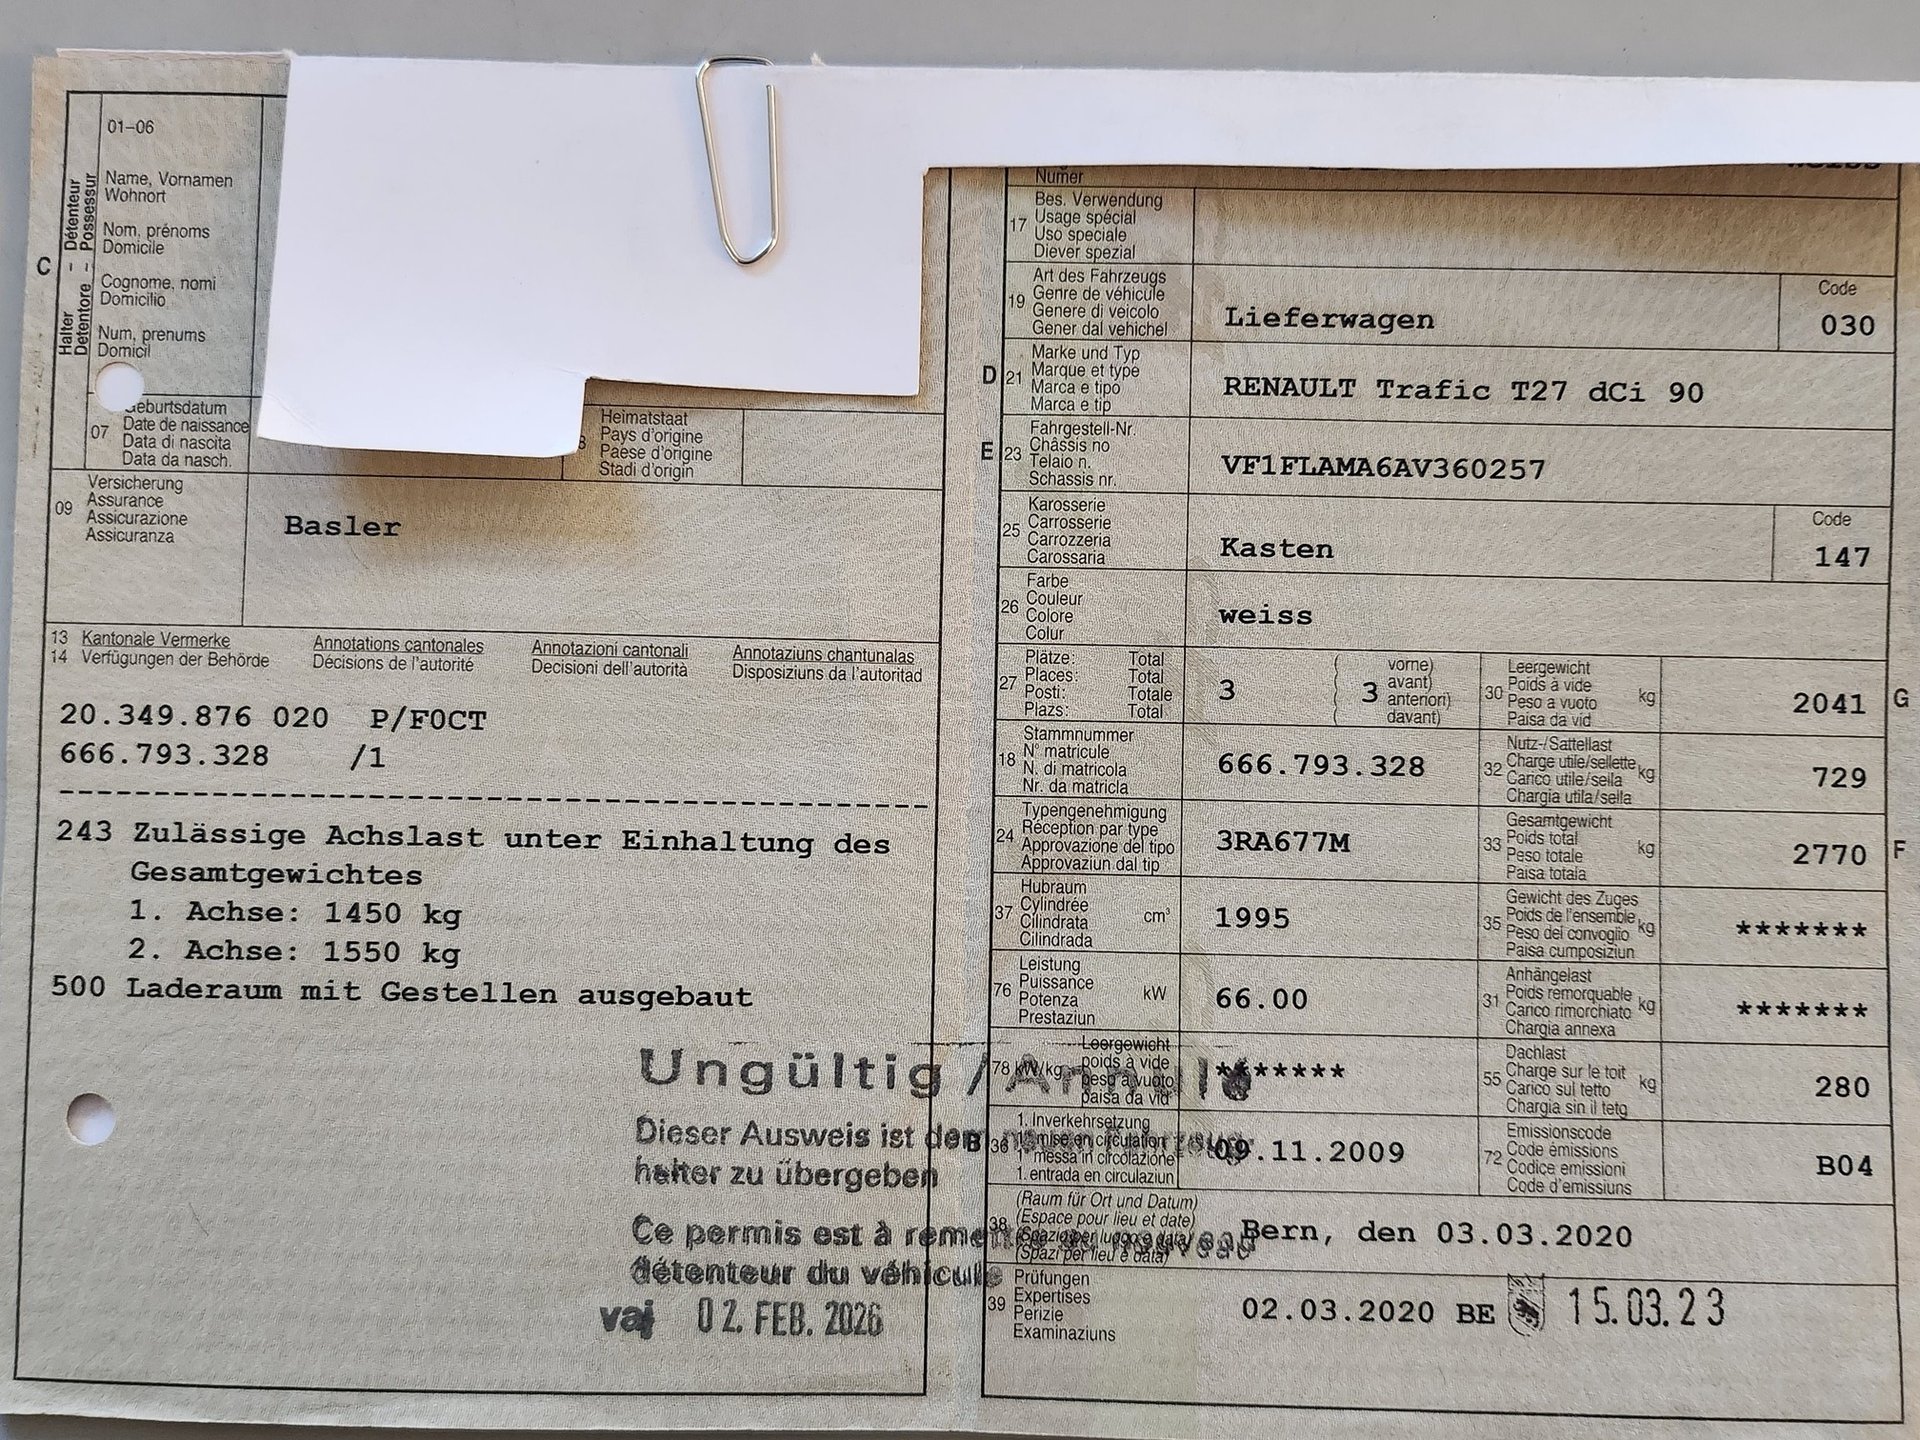 01-06
Halter – Détenteur
Detentore – Possessur
C
Name, Vornamen
Wohnort
Nom, prénoms
Domicile
Cognome, nomi
Domicilio
Num, prenums
Domicil
07
Geburtsdatum
Date de naissance
Data di nascita
Data da nasch.
Heimatstaat
Pays d'origine
Paese d'origine
Stadi d'origin
09
Versicherung
Assurance
Assicurazione
Assicuranza
Basler
13 Kantonale Vermerke Annotations cantonales Annotazioni cantonali Annotaziuns chantunalas
14 Verfügungen der Behörde Décisions de l'autorité Decisioni dell'autorità Disposiziuns da l'autoritad
20.349.876 020 P/F0CT
666.793.328 /1
243 Zulässige Achslast unter Einhaltung des
Gesamtgewichtes
1. Achse: 1450 kg
2. Achse: 1550 kg
500 Laderaum mit Gestellen ausgebaut
Ungültig /
Dieser Ausweis ist dem
halter zu übergeben
Ce permis est à
détenteur du véhicule
vaj 02. FEB. 2026
Numer
17
Bes. Verwendung
Usage spécial
Uso speciale
Diever spezial
19
Art des Fahrzeugs
Genre de véhicule
Genere di veicolo
Gener dal vehichel
Lieferwagen
Code
030
D 21
Marke und Typ
Marque et type
Marca e tipo
Marca e tip
RENAULT Trafic T27 dCi 90
E 23
Fahrgestell-Nr.
Châssis no
Telaio n.
Schassis nr.
VF1FLAMA6AV360257
25
Karosserie
Carrosserie
Carrozzeria
Carossaria
Kasten
Code
147
26
Farbe
Couleur
Colore
Colur
weiss
27
Plätze: Total
Places: Total
Posti: Totale
Plazs: Total
3
3
vorne)
avant)
anteriori)
davant)
30
Leergewicht
Poids à vide
Peso a vuoto
Paisa da vid
kg
2041
G
18
Stammnummer
N° matricule
N. di matricola
Nr. da matricla
666.793.328
32
Nutz-/Sattellast
Charge utile/sellette
Carico utile/sella
Chargia utila/sella
kg
729
24
Typengenehmigung
Réception par type
Approvazione del tipo
Approvaziun dal tip
3RA677M
33
Gesamtgewicht
Poids total
Peso totale
Paisa totala
kg
2770
F
37
Hubraum
Cylindrée
Cilindrata
Cilindrada
cm³
1995
35
Gewicht des Zuges
Poids de l'ensemble
Peso del convoglio
Paisa cumposiziun
kg
*******
76
Leistung
Puissance
Potenza
Prestaziun
kW
66.00
31
Anhängelast
Poids remorquable
Carico rimorchiato
Chargia annexa
kg
*******
78 kW/kg
Leergewicht
poids à vide
peso a vuoto
paisa da vid
*******
55
Dachlast
Charge sur le toit
Carico sul tetto
Chargia sin il tetg
kg
280
B 36
1. Inverkehrsetzung
1re mise en circulation
1a messa in circolazione
1. entrada en circulaziun
09.11.2009
72
Emissionscode
Code émissions
Codice emissioni
Code d'emissiuns
B04
38
(Raum für Ort und Datum)
(Espace pour lieu et date)
(Spazio per luogo e data)
(Spazi per lieu e data)
Bern, den 03.03.2020
39
Prüfungen
Expertises
Perizie
Examinaziuns
02.03.2020 BE 15.03.23